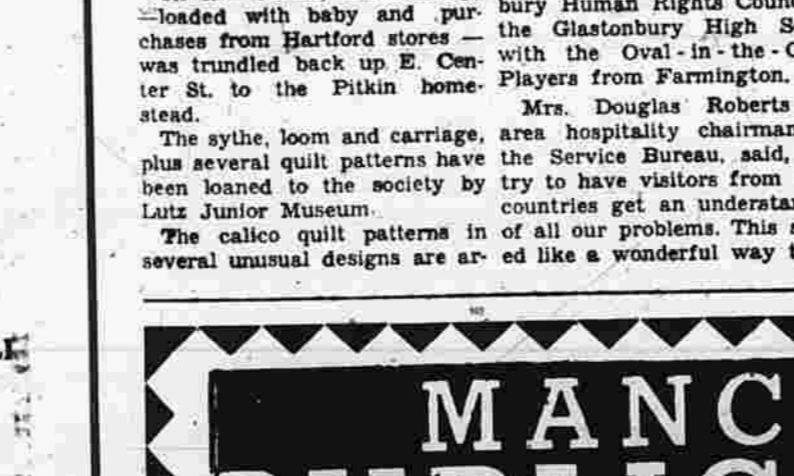 —loaded with baby and pur-
chases from Hartford stores —
was trundled back up E. Cen-
ter St. to the Pitkin home-
stead.
The sythe, loom and carriage,
plus several quilt patterns have
been loaned to the society by
Lutz Junior Museum.
The calico quilt patterns in
several unusual designs are ar-
bury Human Rights
the Glastonbury High
with the Oval-in-the-
Players from Farmington.
Mrs. Douglas Roberts
area hospitality
the Service Bureau, said,
try to have visitors from
countries get an
of all our problems. This
ed like a wonderful way
MANC